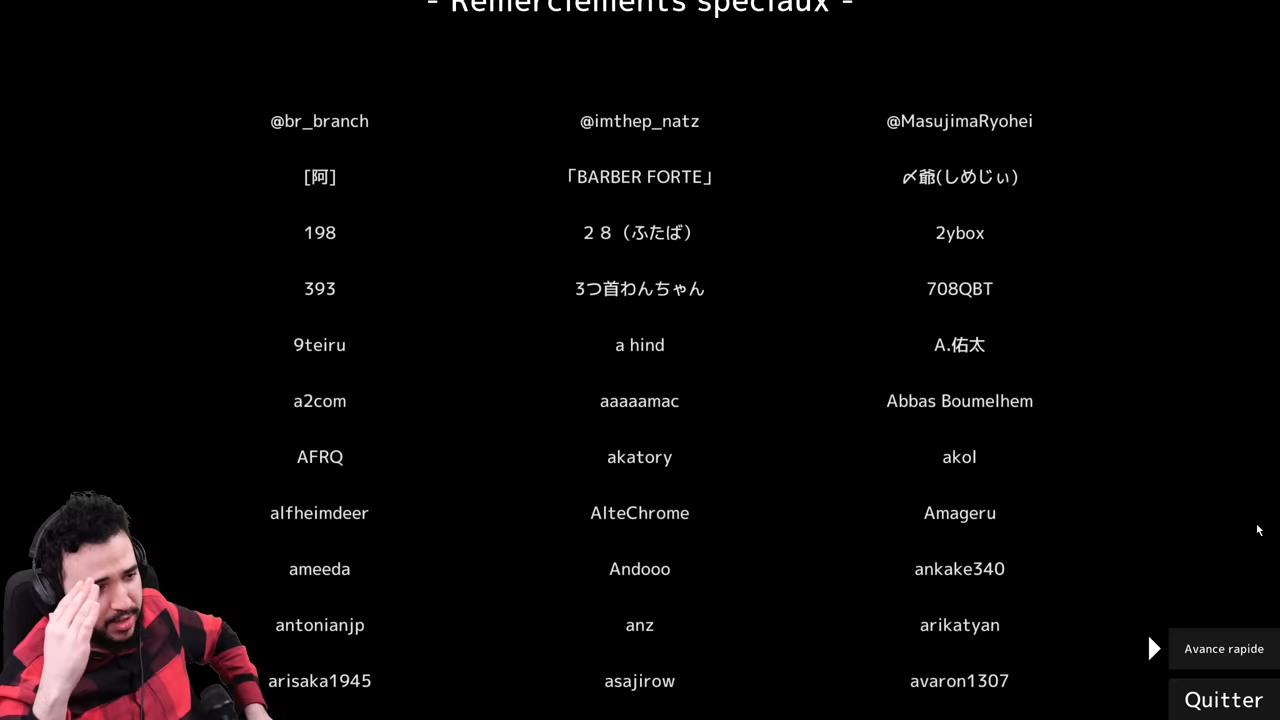 - Remerciements spéciaux -
@br_branch @imthep_natz @MasujimaRyohei
[阿] 「BARBER FORTE」 〆爺(しめじぃ)
198 ２８（ふたば） 2ybox
393 3つ首わんちゃん 708QBT
9teiru a hind A.佑太
a2com aaaaamac Abbas Boumelhem
AFRQ akatory akol
alfheimdeer AlteChrome Amageru
ameeda Andooo ankake340
antonianjp anz arikatyan
Avance rapide
arisaka1945 asajirow avaron1307
Quitter